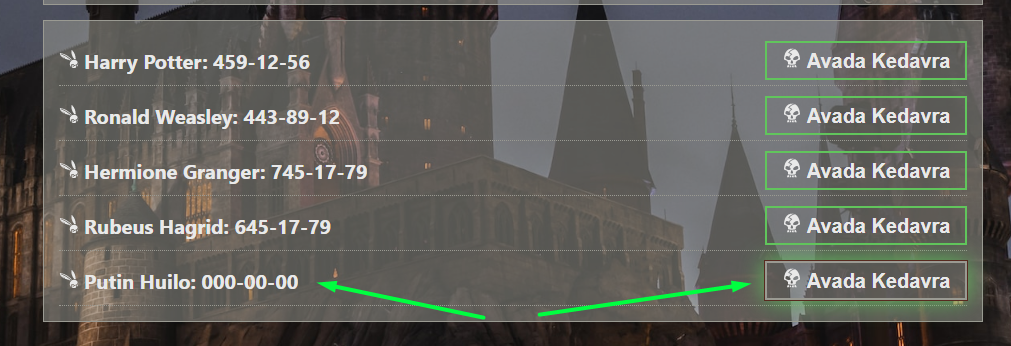 Harry Potter: 459-12-56 Avada Kedavra
Ronald Weasley: 443-89-12 Avada Kedavra
Hermione Granger: 745-17-79 Avada Kedavra
Rubeus Hagrid: 645-17-79 Avada Kedavra
Putin Huilo: 000-00-00 Avada Kedavra